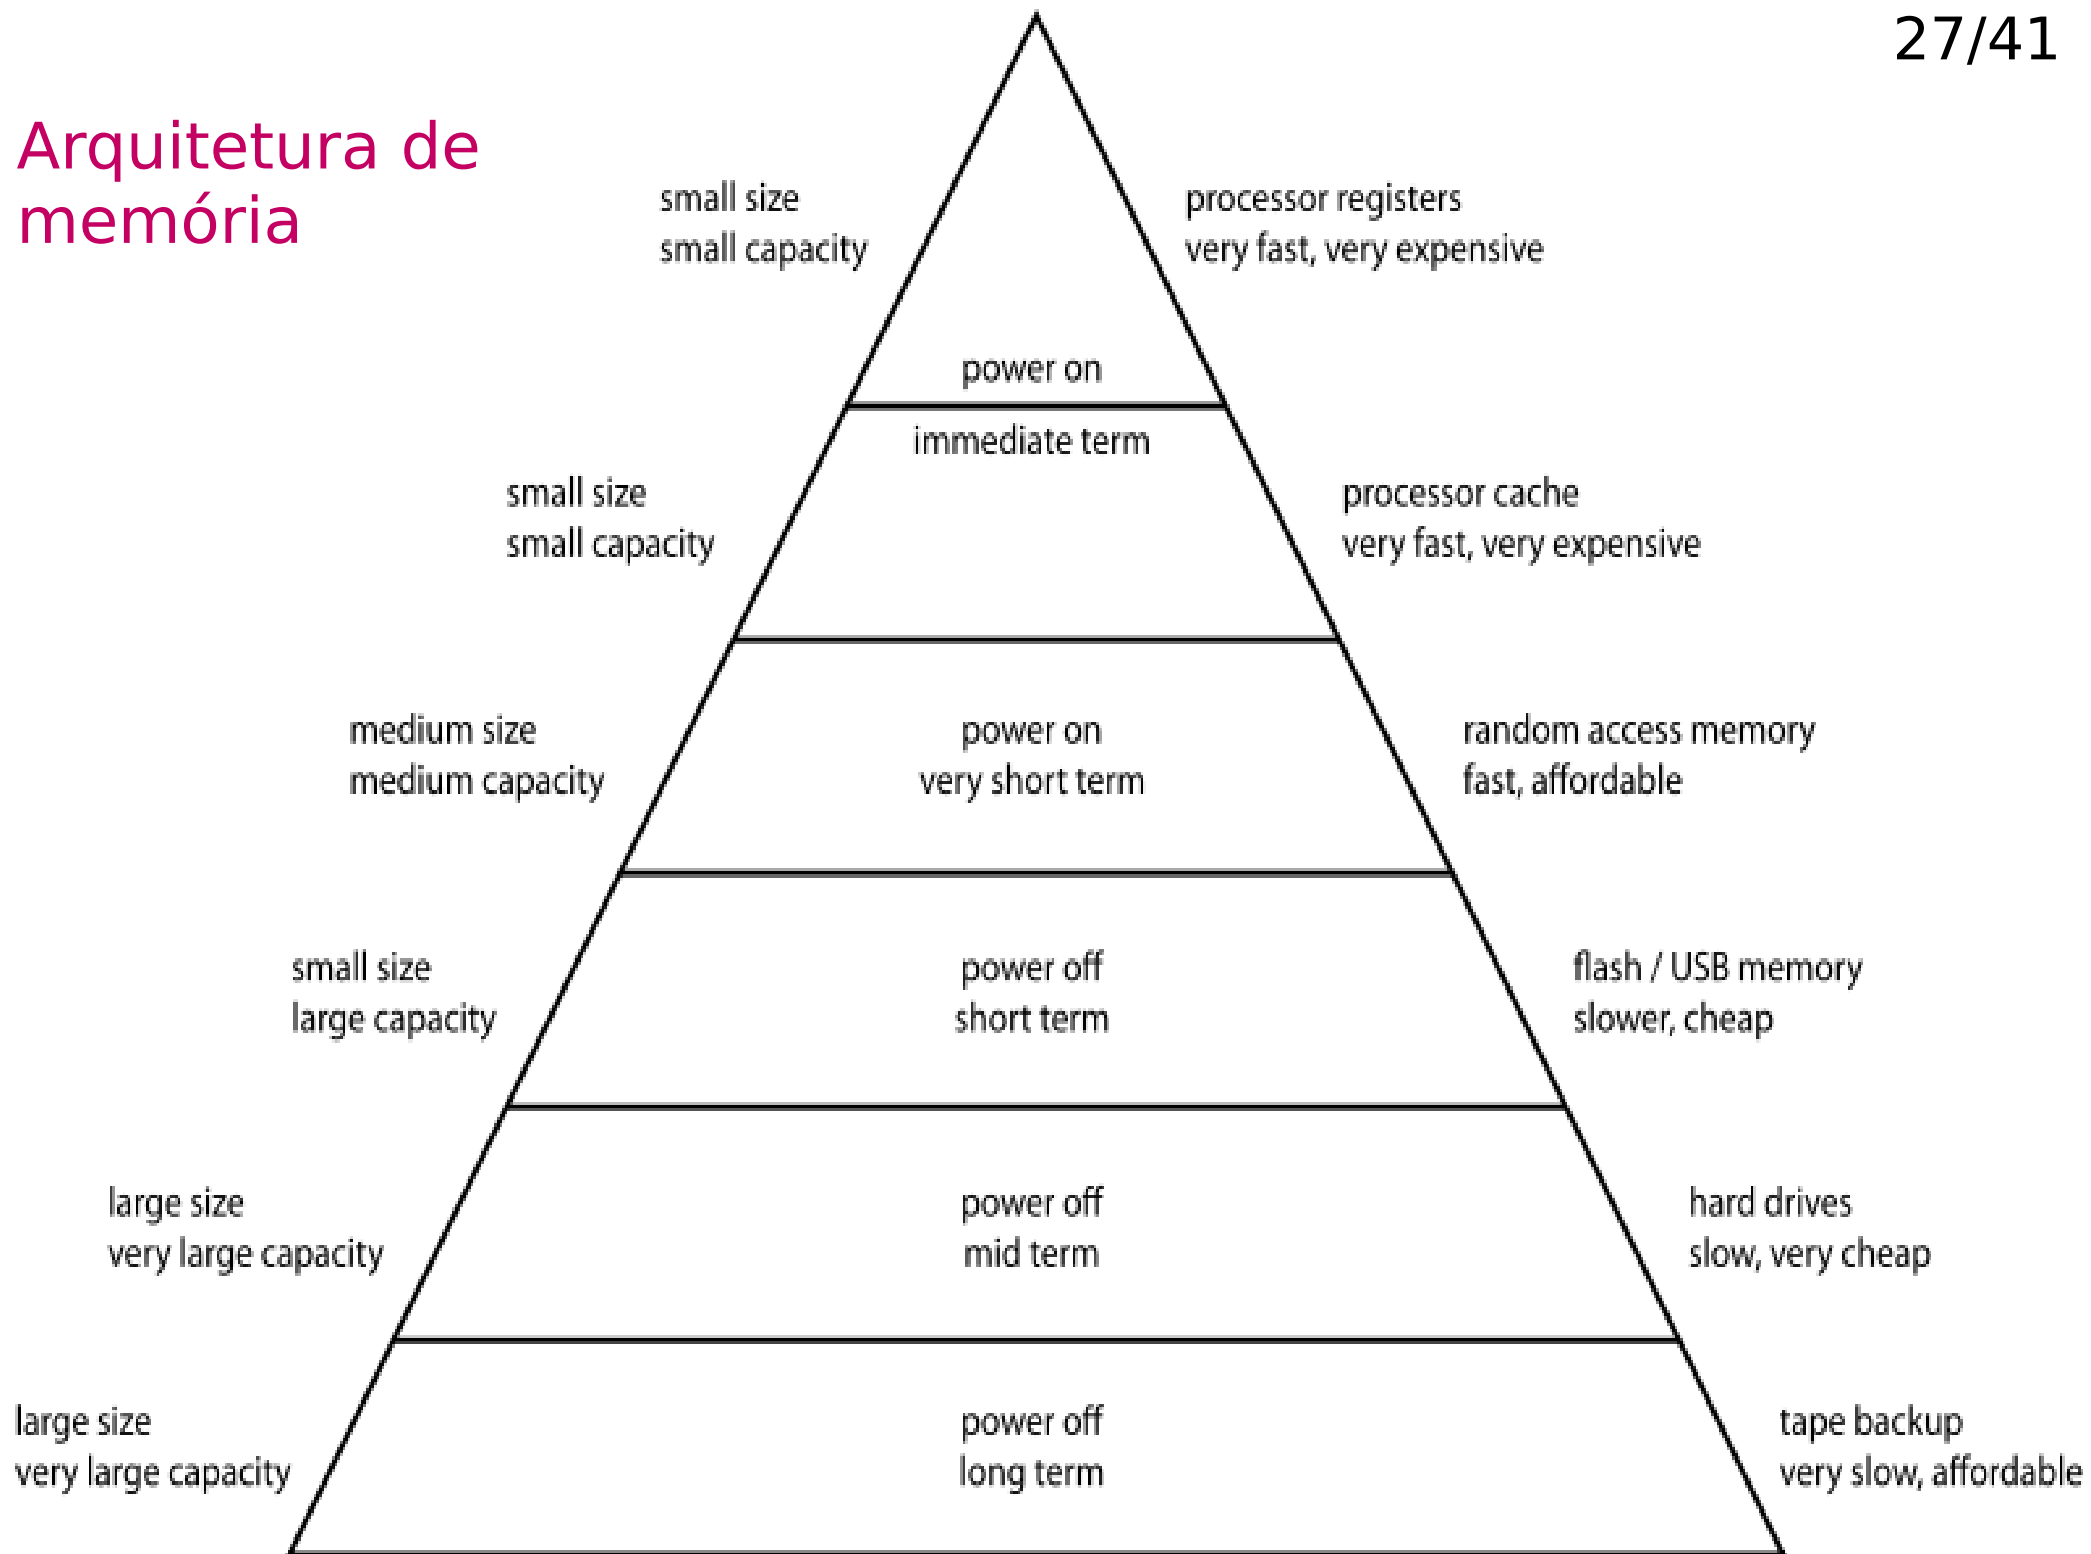 27/41
Arquitetura de
memória
small size
small capacity
processor registers
very fast, very expensive
power on
immediate term
small size
small capacity
processor cache
very fast, very expensive
medium size
medium capacity
power on
very short term
random access memory
fast, affordable
small size
large capacity
power off
short term
flash / USB memory
slower, cheap
large size
very large capacity
power off
mid term
hard drives
slow, very cheap
large size
very large capacity
power off
long term
tape backup
very slow, affordable